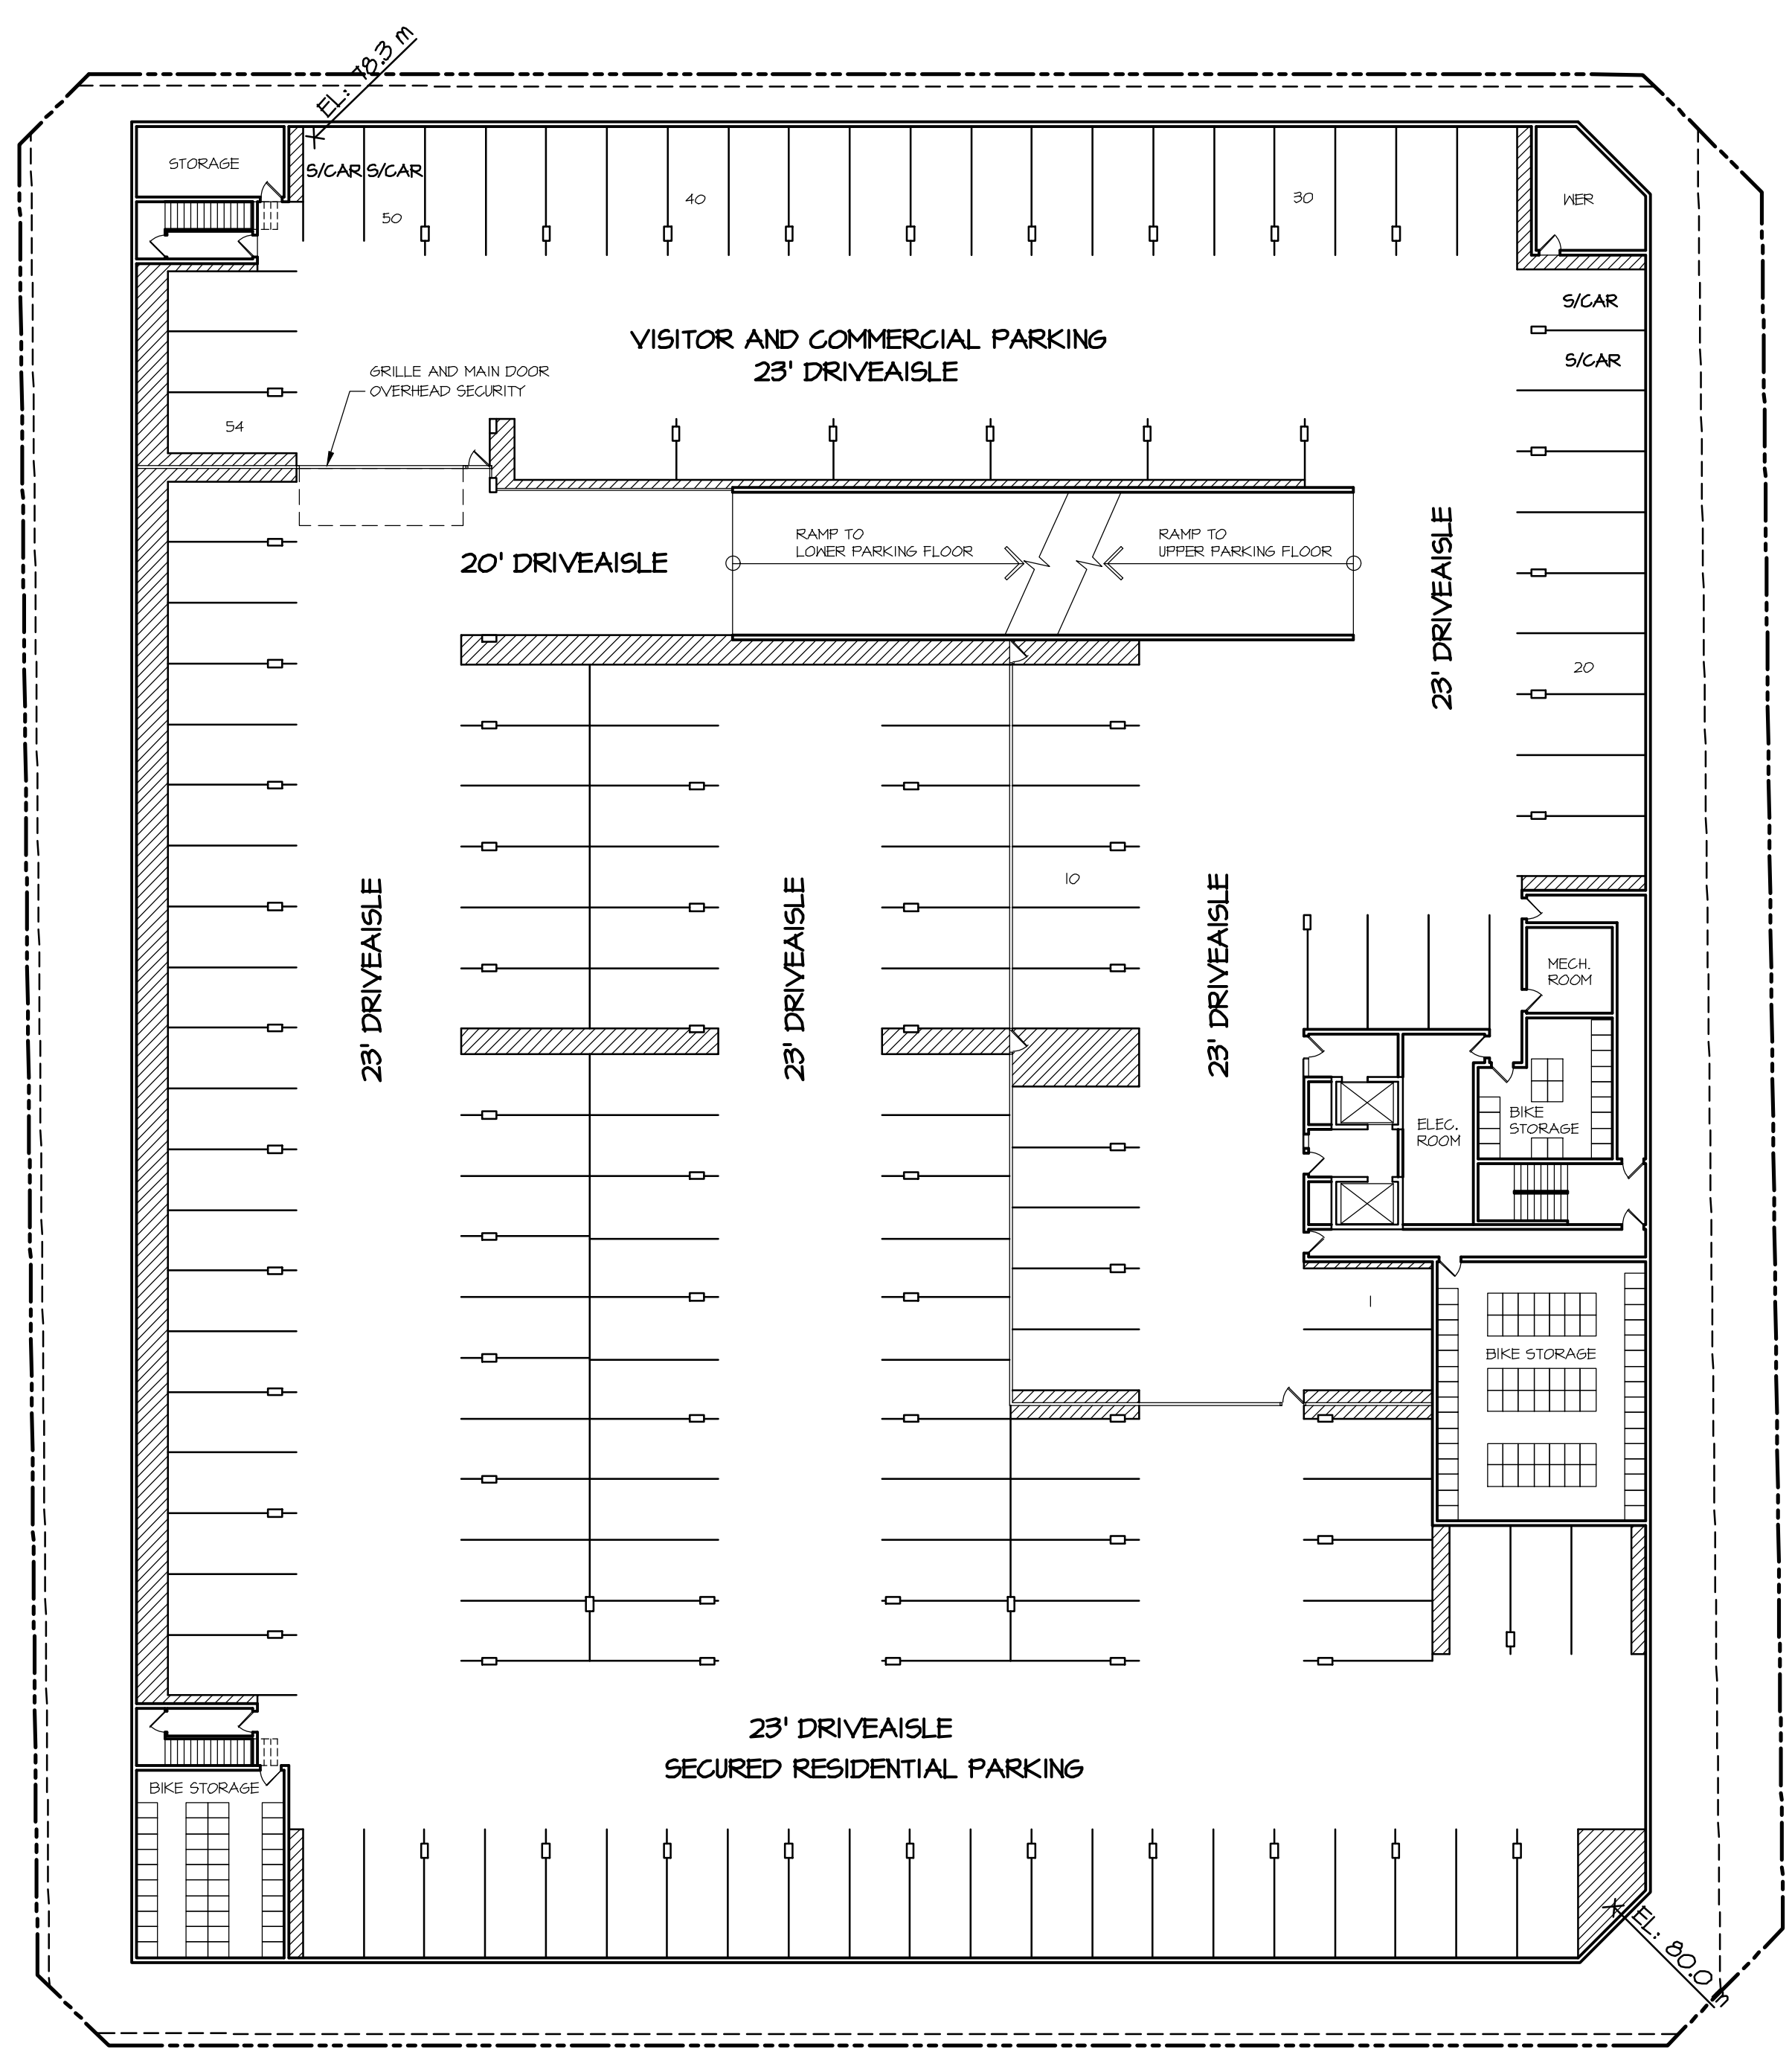 EL: 78.3 m
STORAGE
S/CAR S/CAR
50
40
30
WER
S/CAR
S/CAR
VISITOR AND COMMERCIAL PARKING
23' DRIVEAISLE
GRILLE AND MAIN DOOR
OVERHEAD SECURITY
54
20' DRIVEAISLE
RAMP TO
LOWER PARKING FLOOR
RAMP TO
UPPER PARKING FLOOR
23' DRIVEAISLE
20
23' DRIVEAISLE
23' DRIVEAISLE
10
23' DRIVEAISLE
MECH.
ROOM
BIKE
STORAGE
ELEC.
ROOM
1
BIKE STORAGE
23' DRIVEAISLE
SECURED RESIDENTIAL PARKING
BIKE STORAGE
EL: 80.0 m